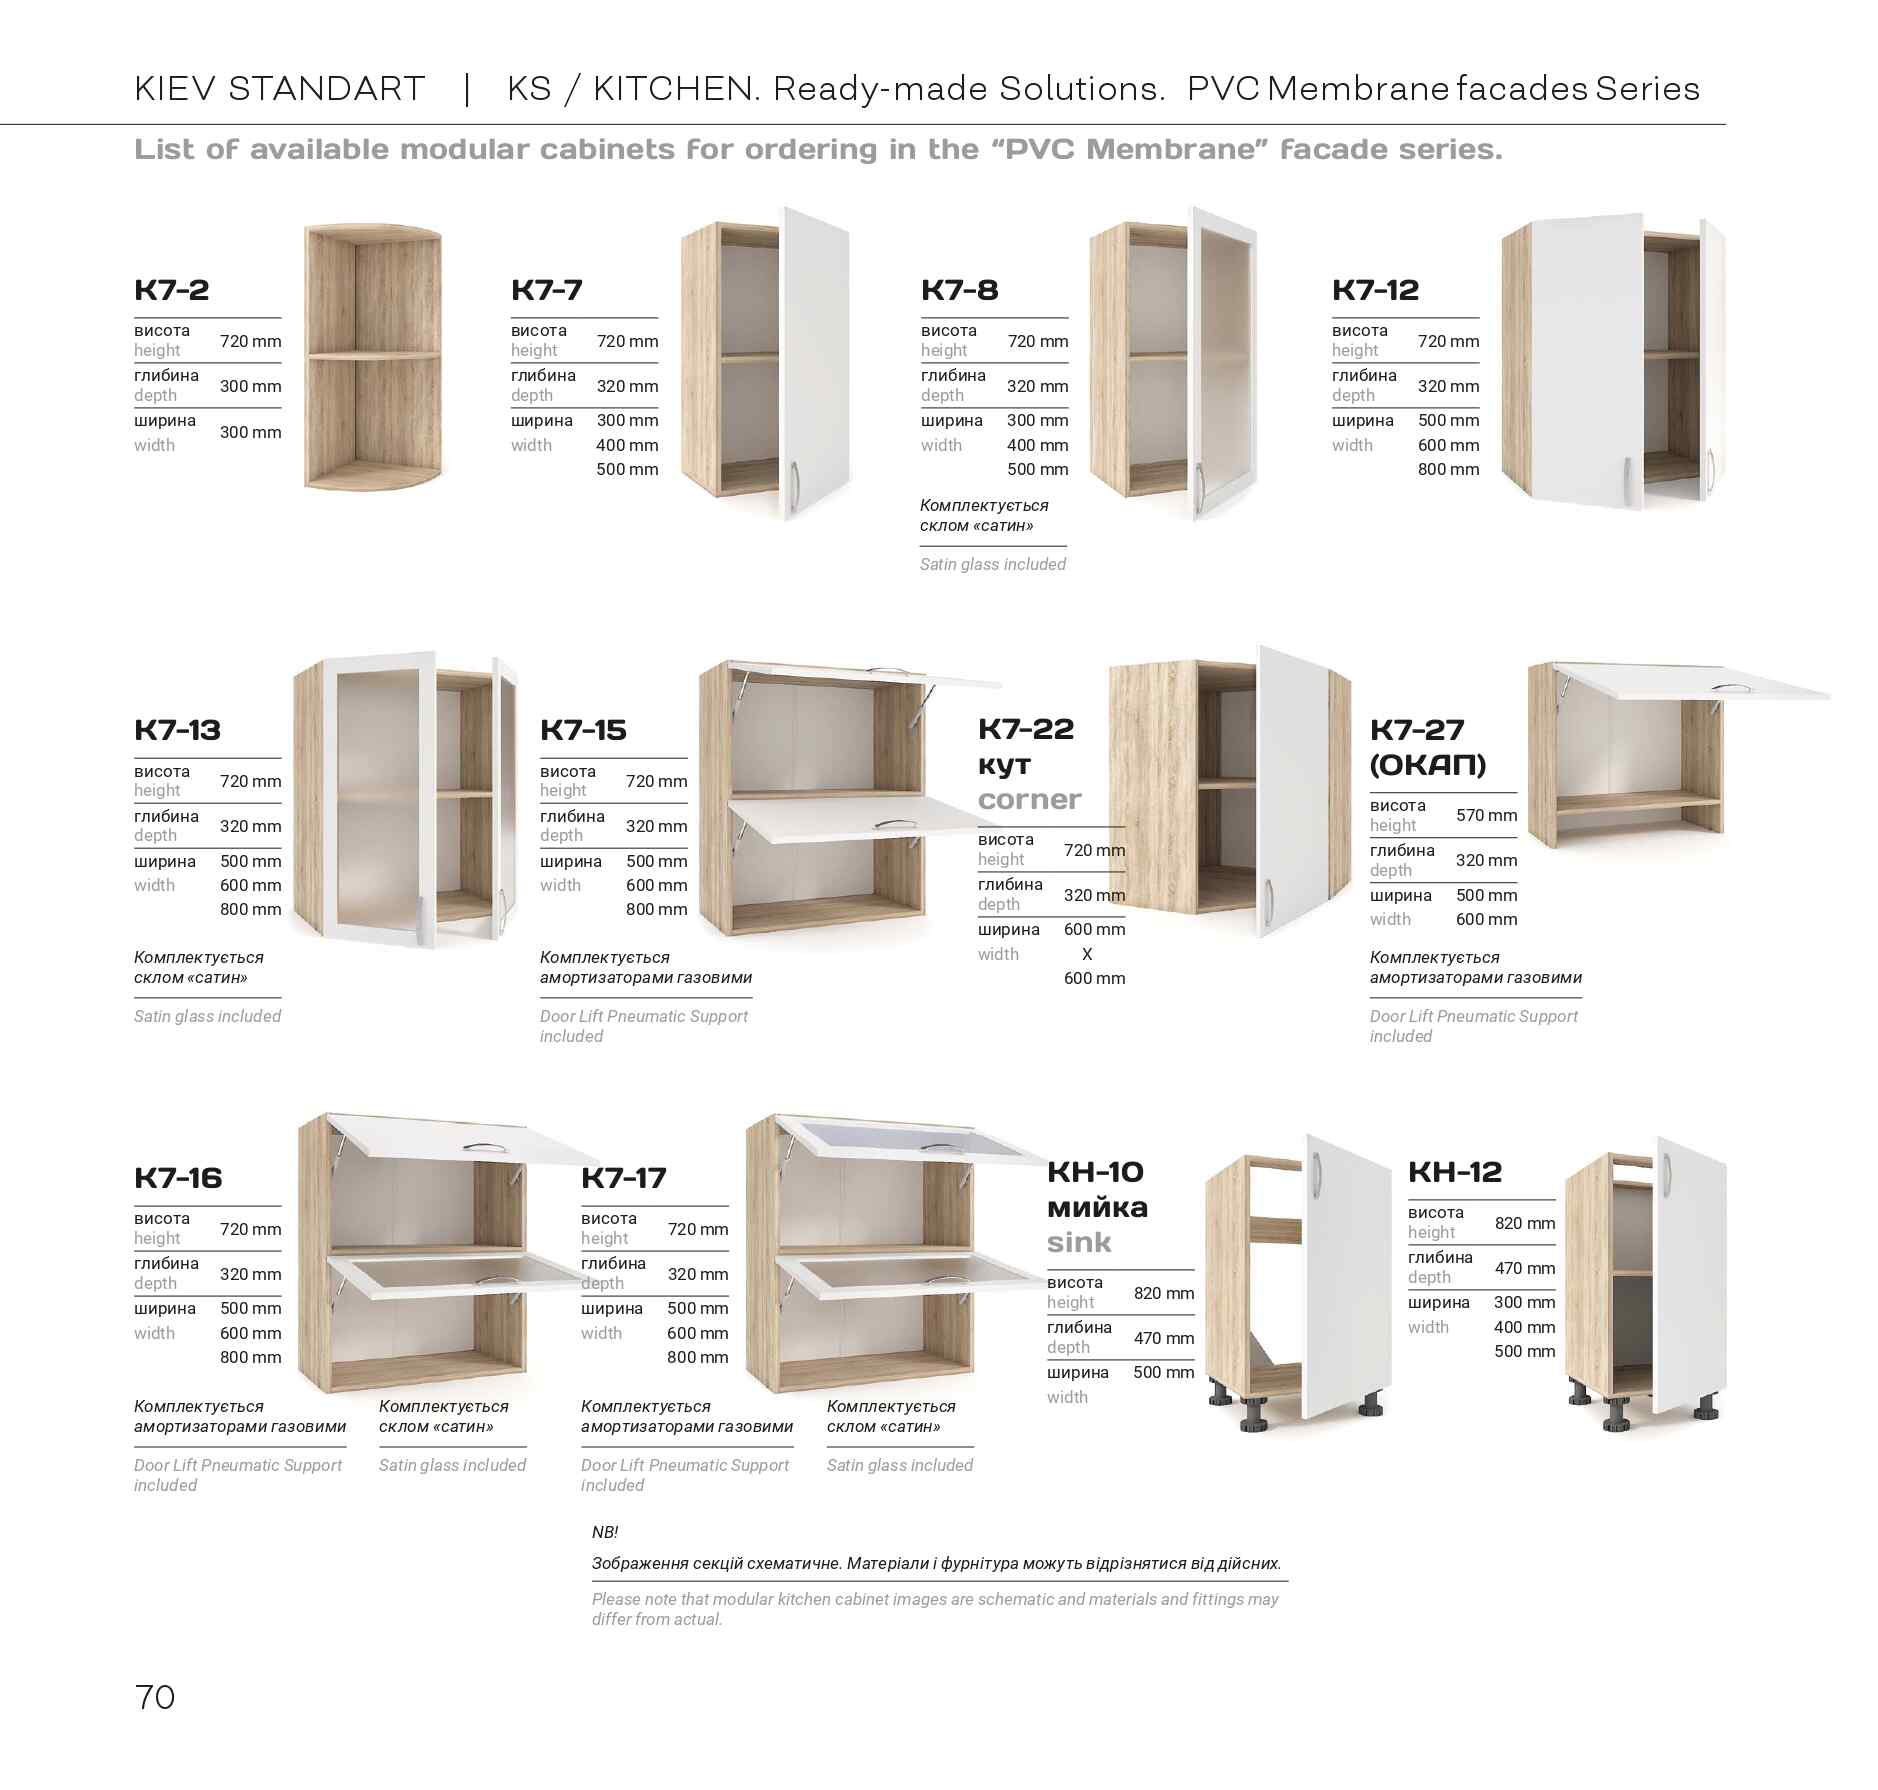 KIEV STANDART | KS / KITCHEN. Ready-made Solutions. PVC Membrane facades Series
List of available modular cabinets for ordering in the “PVC Membrane” facade series.
К7-2
висота
height
720 mm
глибина
depth
300 mm
ширина
width
300 mm
К7-7
висота
height
720 mm
глибина
depth
320 mm
ширина 300 mm
width 400 mm
500 mm
К7-8
висота
height
720 mm
глибина
depth
320 mm
ширина 300 mm
width 400 mm
500 mm
Комплектується
склом «сатин»
Satin glass included
К7-12
висота
height
720 mm
глибина
depth
320 mm
ширина 500 mm
width 600 mm
800 mm
К7-13
висота
height
720 mm
глибина
depth
320 mm
ширина 500 mm
width 600 mm
800 mm
Комплектується
склом «сатин»
Satin glass included
К7-15
висота
height
720 mm
глибина
depth
320 mm
ширина 500 mm
width 600 mm
800 mm
Комплектується
амортизаторами газовими
Door Lift Pneumatic Support
included
К7-22
кут
corner
висота
height
720 mm
глибина
depth
320 mm
ширина 600 mm
width X
600 mm
К7-27
(ОКАП)
висота
height
570 mm
глибина
depth
320 mm
ширина 500 mm
width 600 mm
Комплектується
амортизаторами газовими
Door Lift Pneumatic Support
included
К7-16
висота
height
720 mm
глибина
depth
320 mm
ширина 500 mm
width 600 mm
800 mm
Комплектується
амортизаторами газовими
Door Lift Pneumatic Support
included
Комплектується
склом «сатин»
Satin glass included
К7-17
висота
height
720 mm
глибина
depth
320 mm
ширина 500 mm
width 600 mm
800 mm
Комплектується
амортизаторами газовими
Door Lift Pneumatic Support
included
Комплектується
склом «сатин»
Satin glass included
КН-10
мийка
sink
висота
height
820 mm
глибина
depth
470 mm
ширина 500 mm
width
КН-12
висота
height
820 mm
глибина
depth
470 mm
ширина 300 mm
width 400 mm
500 mm
NB!
Зображення секцій схематичне. Матеріали і фурнітура можуть відрізнятися від дійсних.
Please note that modular kitchen cabinet images are schematic and materials and fittings may
differ from actual.
70